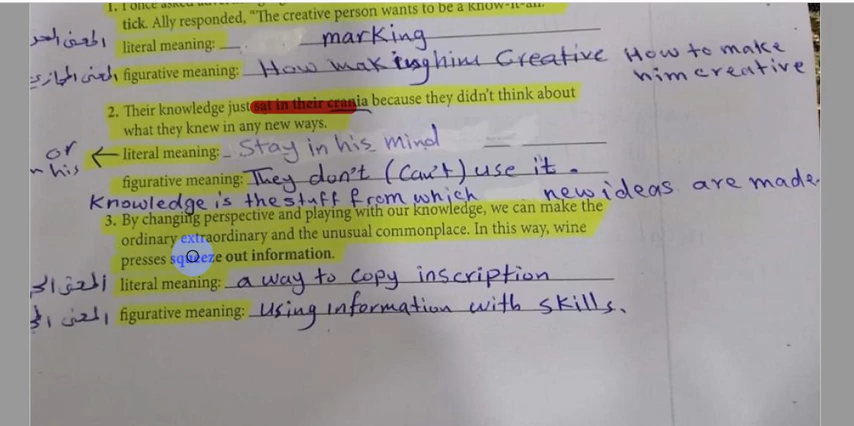 1. I once asked
tick. Ally responded, "The creative person wants to be a know-it-all.
المعنى
literal meaning: marking
المعنى المجازي figurative meaning: How making him Creative
How to make
him creative
2. Their knowledge just sat in their crania because they didn't think about
what they knew in any new ways.
or
literal meaning: Stay in his mind
his
figurative meaning: They don't (Can't) use it.
Knowledge is the stuff from which new ideas are made.
3. By changing perspective and playing with our knowledge, we can make the
ordinary extraordinary and the unusual commonplace. In this way, wine
presses squeeze out information.
المعنى literal meaning: a way to copy inscription
المعنى figurative meaning: Using information with skills.